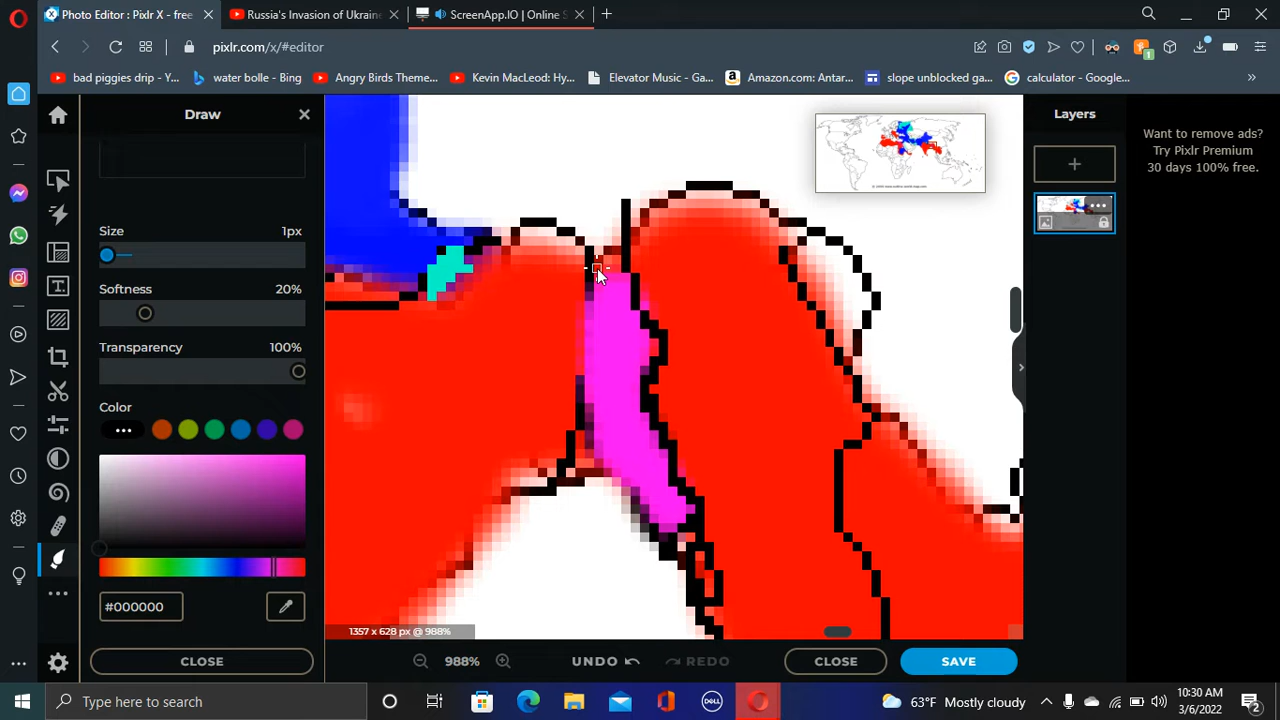 Photo Editor : Pixlr X - free
Russia's Invasion of Ukraine
ScreenApp.IO | Online S
pixlr.com/x/#editor
bad piggies drip - Y...
water bolle - Bing
Angry Birds Theme...
Kevin MacLeod: Hy...
Elevator Music - Ga...
Amazon.com: Antar...
slope unblocked ga...
calculator - Google...
Draw
Layers
Want to remove ads?
Try Pixlr Premium
30 days 100% free.
Size
1px
Softness
20%
Transparency
100%
Color
#000000
1357 x 628 px @ 988%
CLOSE
988%
UNDO
REDO
CLOSE
SAVE
Type here to search
DELL
63°F Mostly cloudy
:30 AM
3/6/2022
2